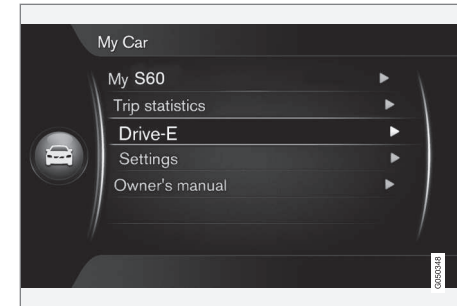 My Car
My S60
Trip statistics
Drive-E
Settings
Owner's manual
G050348